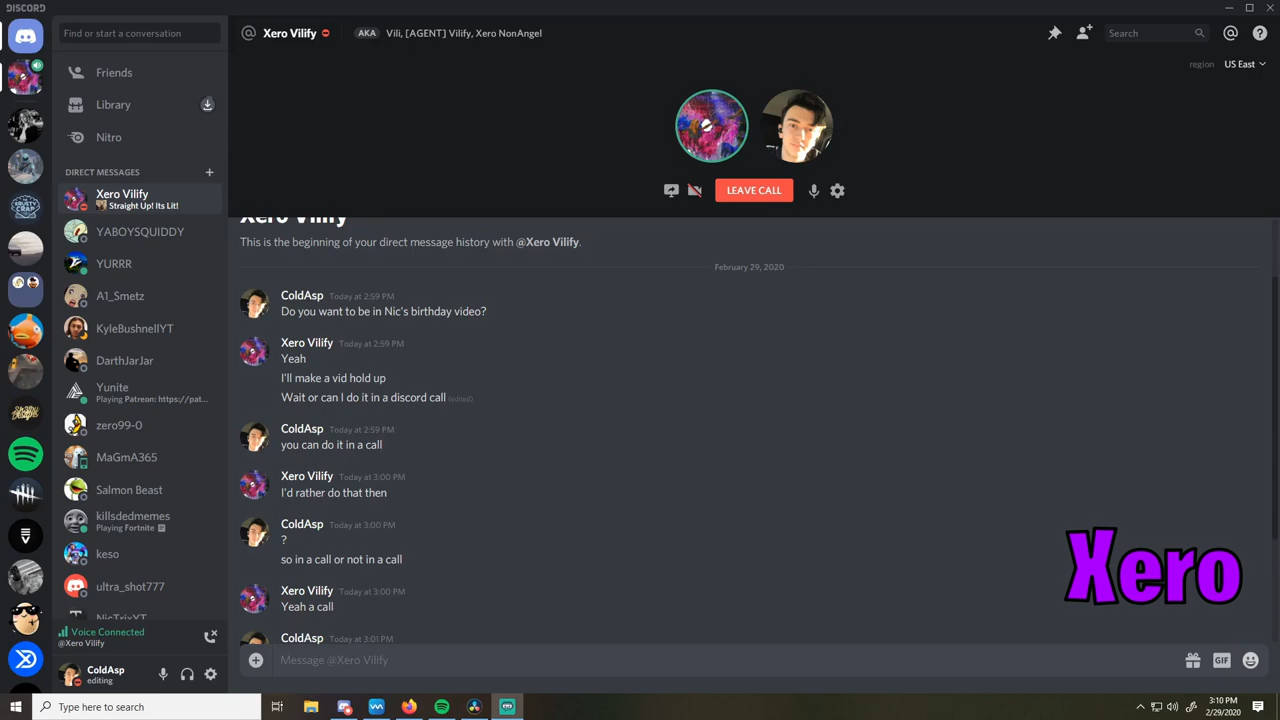 DISCORD
Find or start a conversation
Friends
Library
Nitro
DIRECT MESSAGES
Xero Vilify
Straight Up! Its Lit!
YABOYSQUIDDY
YURRR
A1_Smetz
KyleBushnellYT
DarthJarJar
Yunite
Playing Patreon: https://pat...
zero99-0
MaGmA365
Salmon Beast
killsdedmemes
Playing Fortnite
keso
ultra_shot777
NicTrixYT
Voice Connected
@Xero Vilify
ColdAsp
editing
Xero Vilify
AKA Vili, [AGENT] Vilify, Xero NonAngel
Search
region US East
LEAVE CALL
Xero Vilify
This is the beginning of your direct message history with @Xero Vilify.
February 29, 2020
ColdAsp Today at 2:59 PM
Do you want to be in Nic's birthday video?
Xero Vilify Today at 2:59 PM
Yeah
I'll make a vid hold up
Wait or can I do it in a discord call (edited)
ColdAsp Today at 2:59 PM
you can do it in a call
Xero Vilify Today at 3:00 PM
I'd rather do that then
ColdAsp Today at 3:00 PM
?
so in a call or not in a call
Xero Vilify Today at 3:00 PM
Yeah a call
ColdAsp Today at 3:01 PM
Message @Xero Vilify
GIF
Xero
Type here to search
3:10 PM
2/29/2020